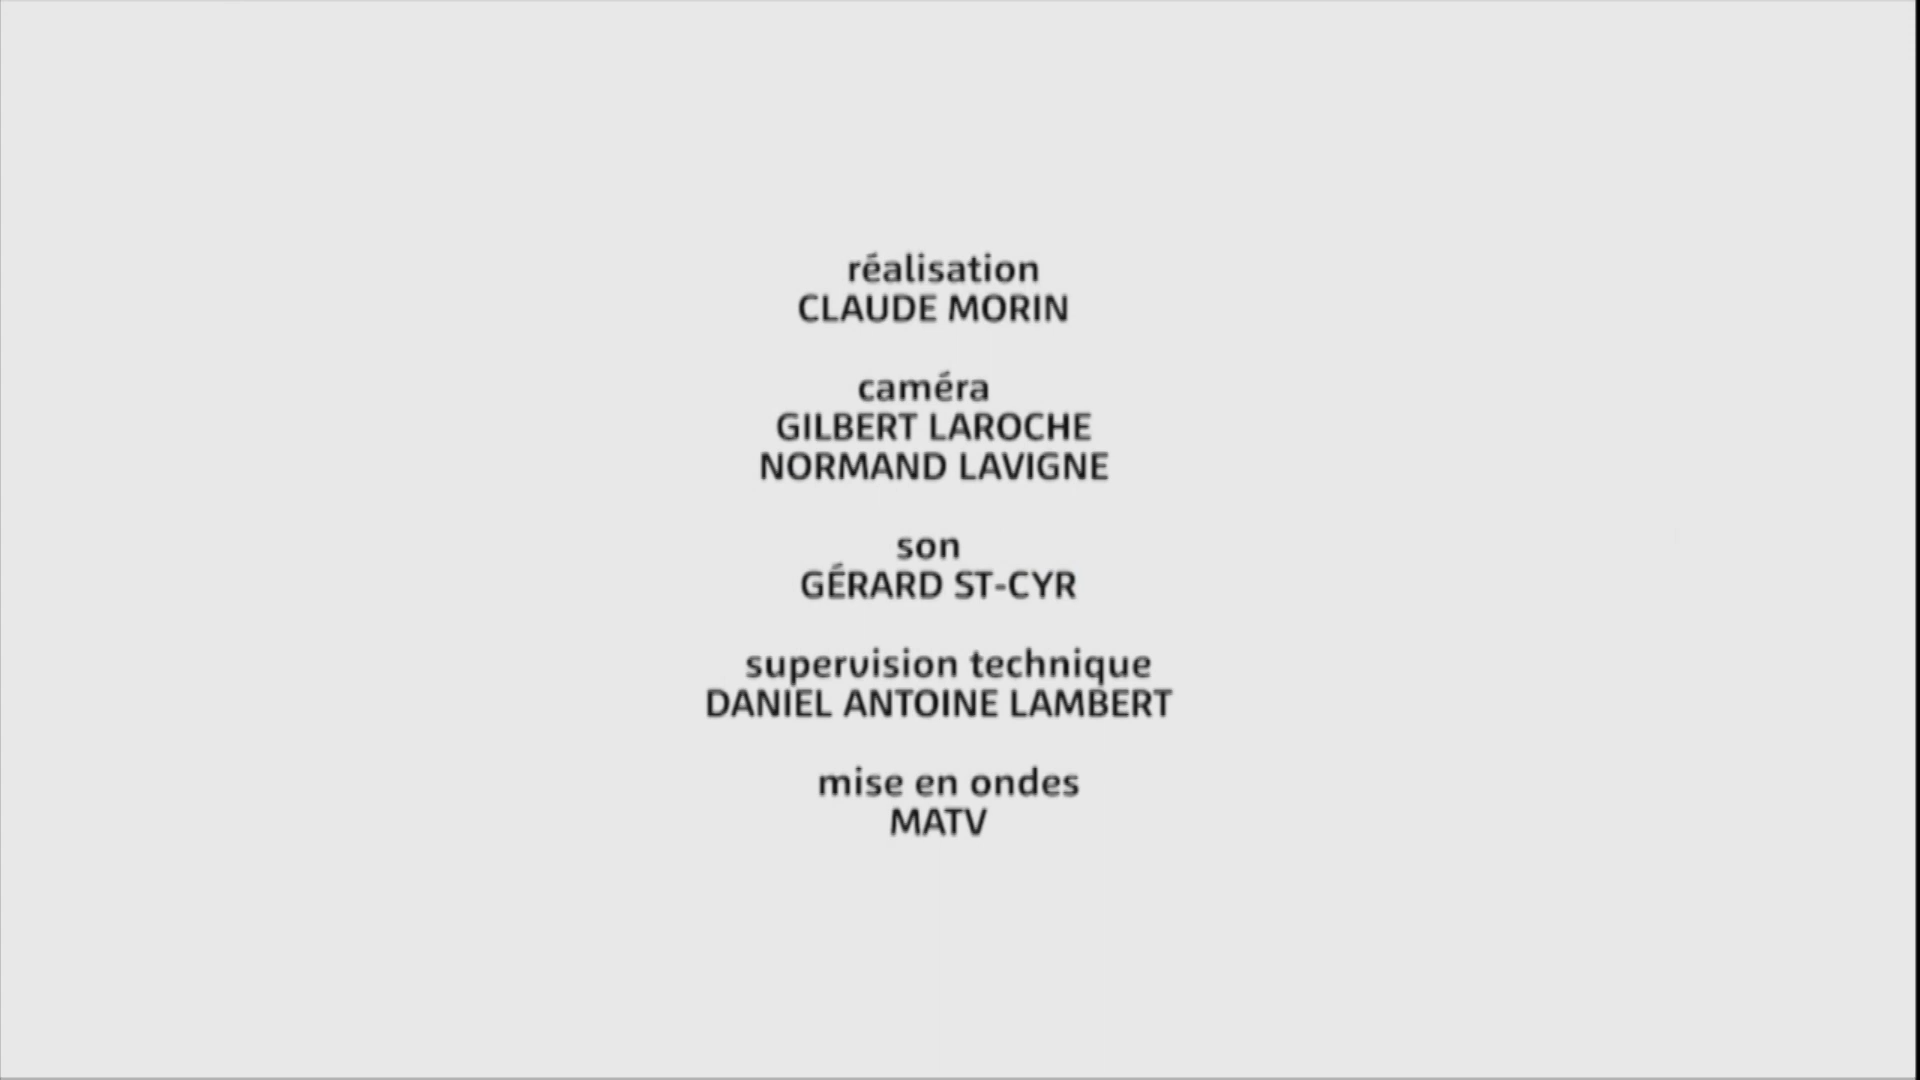 réalisation
CLAUDE MORIN
caméra
GILBERT LAROCHE
NORMAND LAVIGNE
son
GÉRARD ST-CYR
supervision technique
DANIEL ANTOINE LAMBERT
mise en ondes
MATV